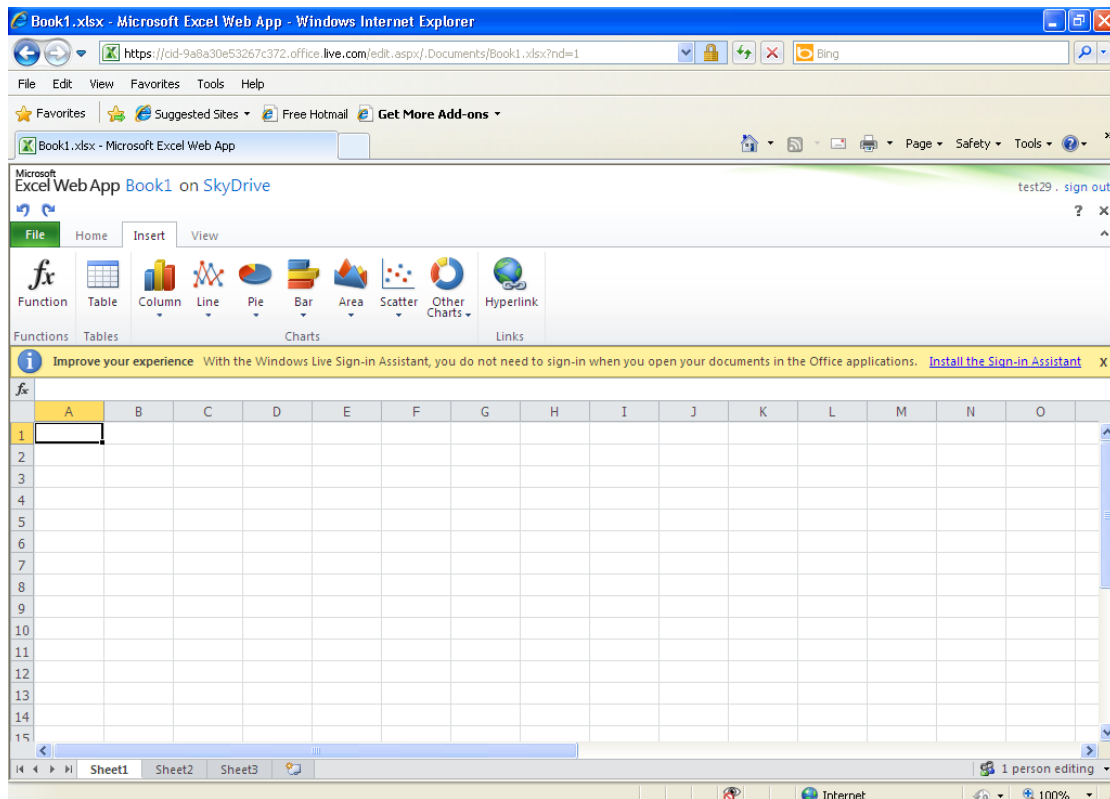 Book1.xlsx - Microsoft Excel Web App - Windows Internet Explorer
https://cid-9a8a30e53267c372.office.live.com/edit.aspx/.Documents/Book1.xlsx?nd=1
Bing
File Edit View Favorites Tools Help
Favorites Suggested Sites Free Hotmail Get More Add-ons
Book1.xlsx - Microsoft Excel Web App Page Safety Tools
Microsoft
Excel Web App Book1 on SkyDrive test29 . sign out
? x
File Home Insert View
fx
Function Table Column Line Pie Bar Area Scatter Other Charts Hyperlink
Functions Tables Charts Links
Improve your experience With the Windows Live Sign-in Assistant, you do not need to sign-in when you open your documents in the Office applications. Install the Sign-in Assistant X
fx
A B C D E F G H I J K L M N O
1
2
3
4
5
6
7
8
9
10
11
12
13
14
15
Sheet1 Sheet2 Sheet3 1 person editing
Internet 100%